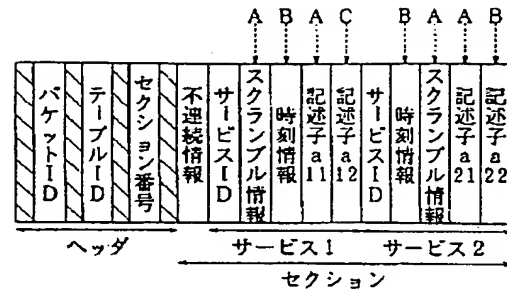 A B A C B A A B
パケットID
テーブルID
セクション番号
不連続情報
サービスID
スクランブル情報
時刻情報
記述子a11
記述子a12
サービスID
時刻情報
スクランブル情報
記述子a21
記述子a22
ヘッダ
サービス1 サービス2
セクション